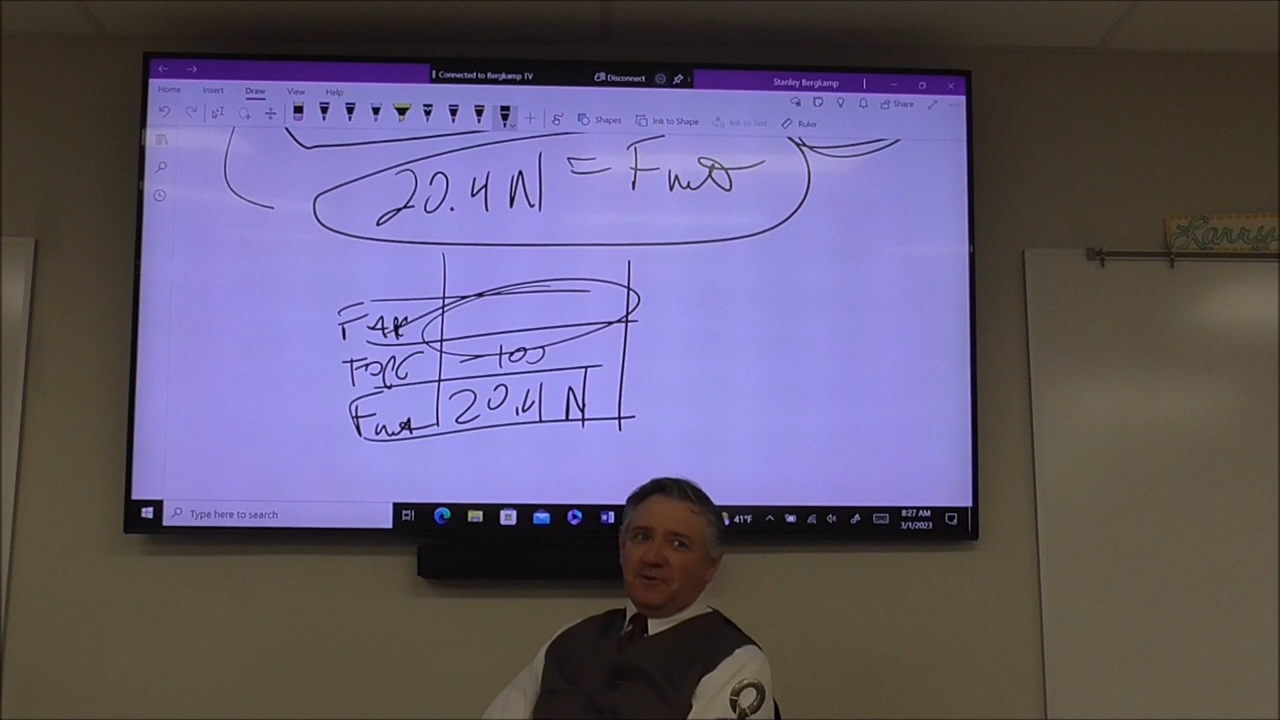 Connected to Bergkamp TV Disconnect Stanley Bergkamp
Home Insert Draw View Help
Share
Shapes Ink to Shape Ink to Text Ruler
20.4 N = Fnet
F
Fopp -100
Fnet 20.4 N
Type here to search
41°F
8:27 AM
3/1/2023
Larry